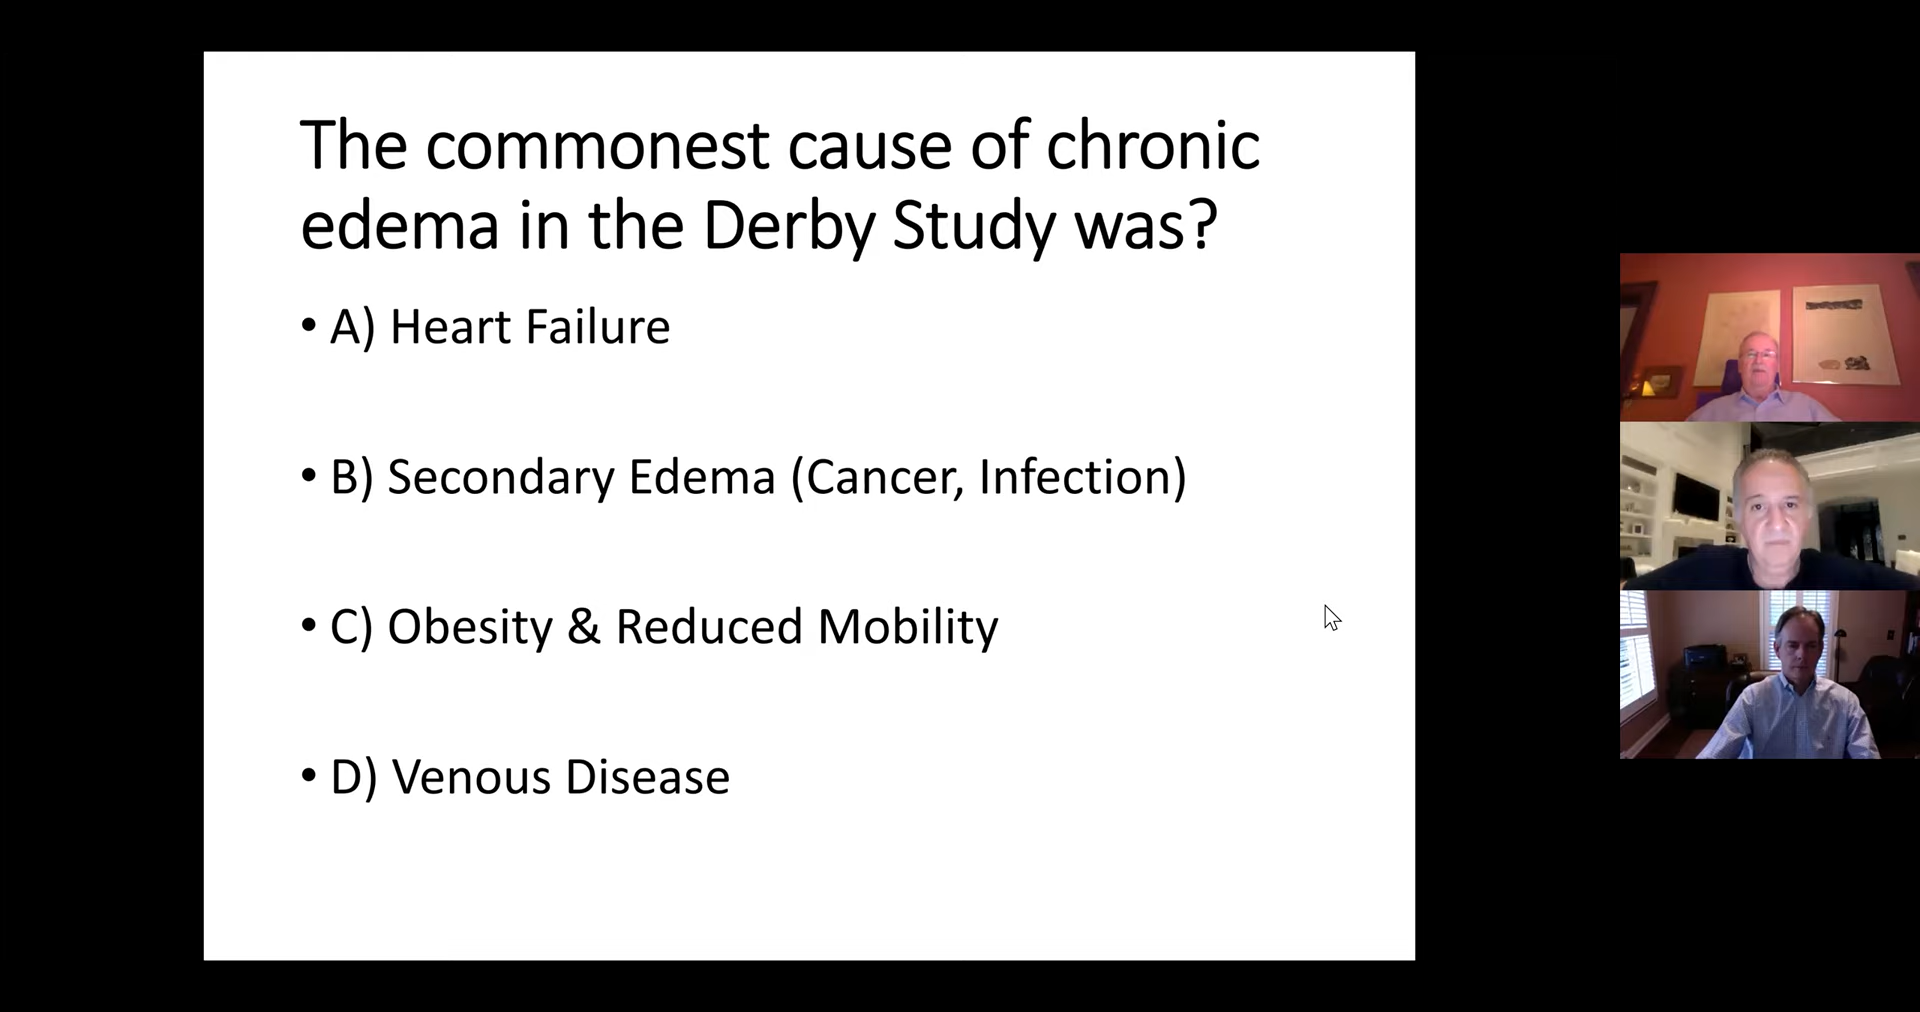 The commonest cause of chronic
edema in the Derby Study was?
• A) Heart Failure
• B) Secondary Edema (Cancer, Infection)
• C) Obesity & Reduced Mobility
• D) Venous Disease